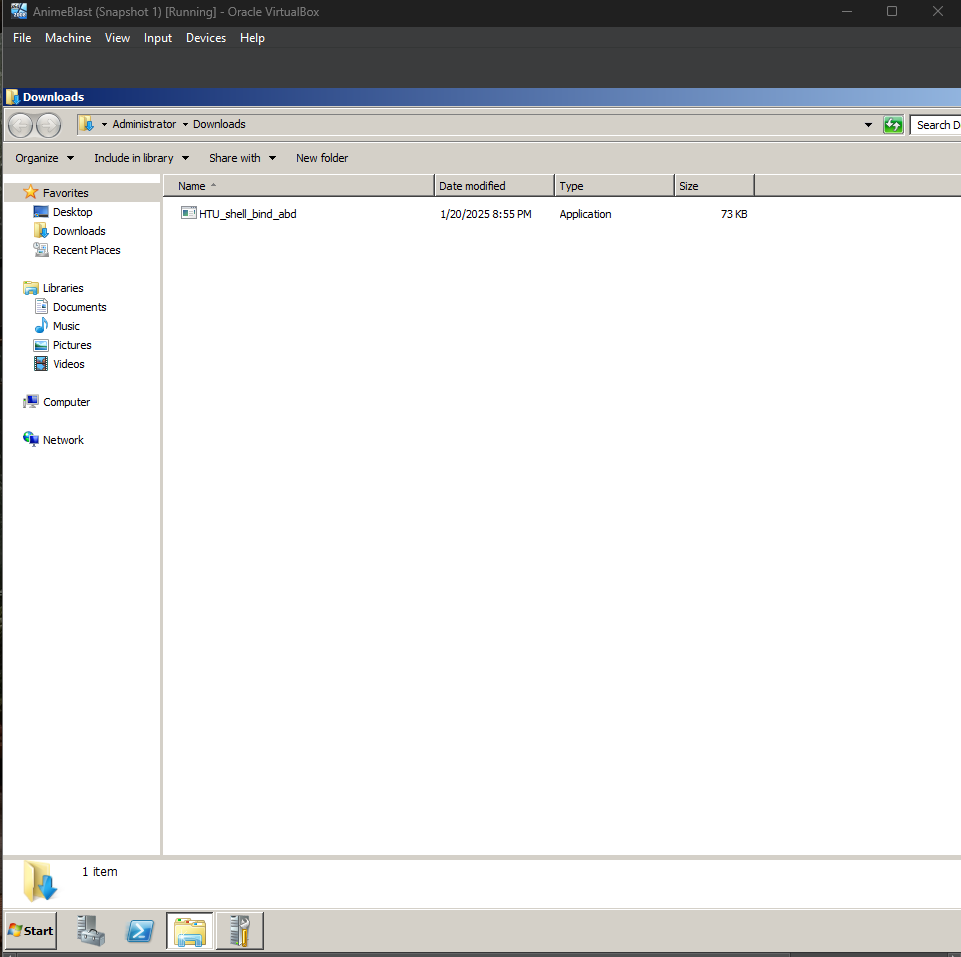 AnimeBlast (Snapshot 1) [Running] - Oracle VirtualBox
File Machine View Input Devices Help
Downloads
Administrator Downloads
Search D
Organize Include in library Share with New folder
Name Date modified Type Size
HTU_shell_bind_abd 1/20/2025 8:55 PM Application 73 KB
Favorites
Desktop
Downloads
Recent Places
Libraries
Documents
Music
Pictures
Videos
Computer
Network
1 item
Start